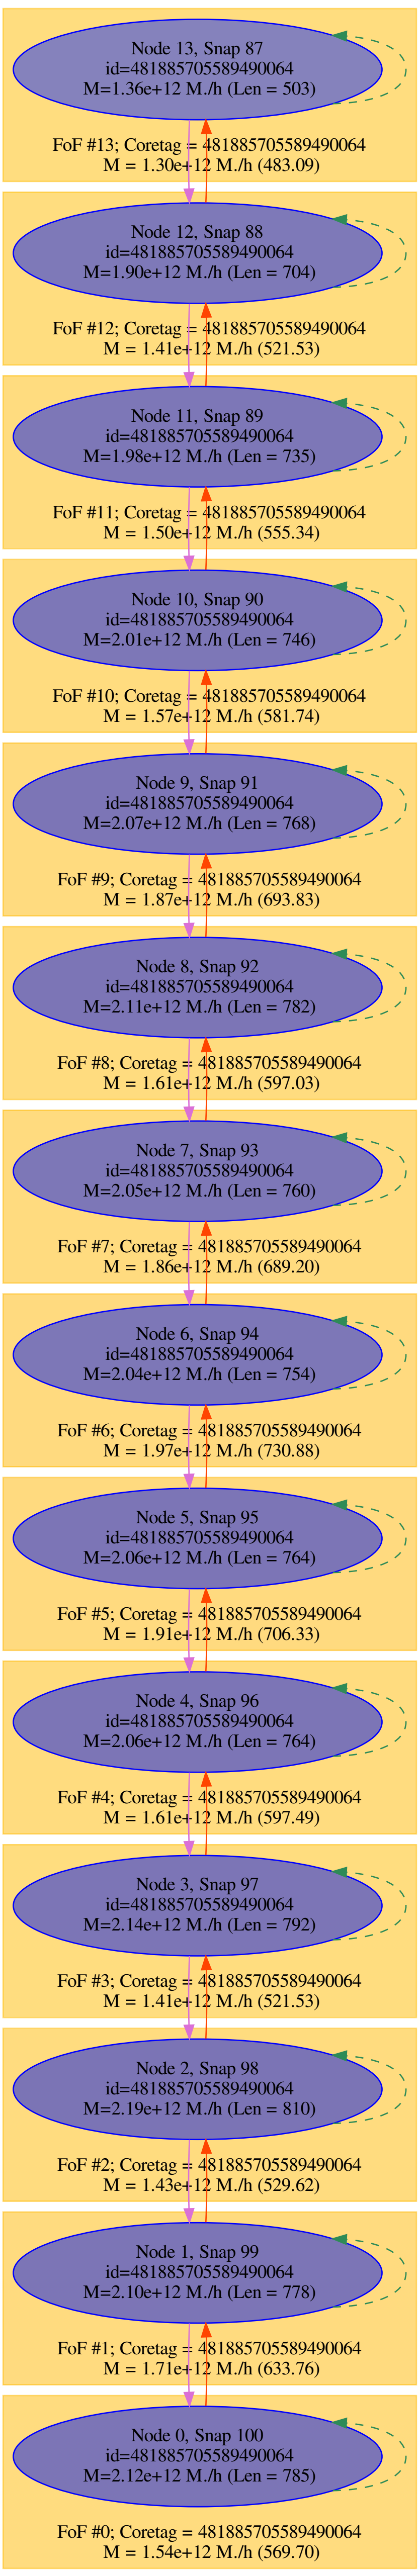 Node 13, Snap 87
id=481885705589490064
M=1.36e+12 M./h (Len = 503)
FoF #13; Coretag = 481885705589490064
M = 1.30e+12 M./h (483.09)
Node 12, Snap 88
id=481885705589490064
M=1.90e+12 M./h (Len = 704)
FoF #12; Coretag = 481885705589490064
M = 1.41e+12 M./h (521.53)
Node 11, Snap 89
id=481885705589490064
M=1.98e+12 M./h (Len = 735)
FoF #11; Coretag = 481885705589490064
M = 1.50e+12 M./h (555.34)
Node 10, Snap 90
id=481885705589490064
M=2.01e+12 M./h (Len = 746)
FoF #10; Coretag = 481885705589490064
M = 1.57e+12 M./h (581.74)
Node 9, Snap 91
id=481885705589490064
M=2.07e+12 M./h (Len = 768)
FoF #9; Coretag = 481885705589490064
M = 1.87e+12 M./h (693.83)
Node 8, Snap 92
id=481885705589490064
M=2.11e+12 M./h (Len = 782)
FoF #8; Coretag = 481885705589490064
M = 1.61e+12 M./h (597.03)
Node 7, Snap 93
id=481885705589490064
M=2.05e+12 M./h (Len = 760)
FoF #7; Coretag = 481885705589490064
M = 1.86e+12 M./h (689.20)
Node 6, Snap 94
id=481885705589490064
M=2.04e+12 M./h (Len = 754)
FoF #6; Coretag = 481885705589490064
M = 1.97e+12 M./h (730.88)
Node 5, Snap 95
id=481885705589490064
M=2.06e+12 M./h (Len = 764)
FoF #5; Coretag = 481885705589490064
M = 1.91e+12 M./h (706.33)
Node 4, Snap 96
id=481885705589490064
M=2.06e+12 M./h (Len = 764)
FoF #4; Coretag = 481885705589490064
M = 1.61e+12 M./h (597.49)
Node 3, Snap 97
id=481885705589490064
M=2.14e+12 M./h (Len = 792)
FoF #3; Coretag = 481885705589490064
M = 1.41e+12 M./h (521.53)
Node 2, Snap 98
id=481885705589490064
M=2.19e+12 M./h (Len = 810)
FoF #2; Coretag = 481885705589490064
M = 1.43e+12 M./h (529.62)
Node 1, Snap 99
id=481885705589490064
M=2.10e+12 M./h (Len = 778)
FoF #1; Coretag = 481885705589490064
M = 1.71e+12 M./h (633.76)
Node 0, Snap 100
id=481885705589490064
M=2.12e+12 M./h (Len = 785)
FoF #0; Coretag = 481885705589490064
M = 1.54e+12 M./h (569.70)